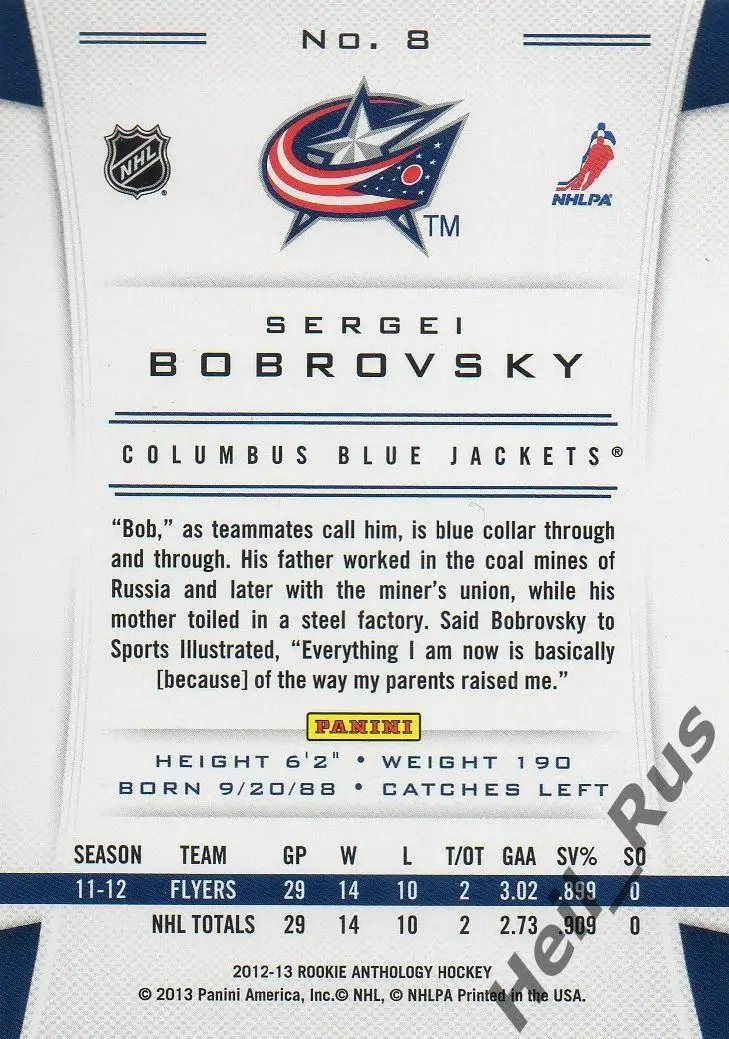 No. 8
NHL
NHLPA
TM
SERGEI
BOBROVSKY
COLUMBUS BLUE JACKETS®
“Bob,” as teammates call him, is blue collar through
and through. His father worked in the coal mines of
Russia and later with the miner’s union, while his
mother toiled in a steel factory. Said Bobrovsky to
Sports Illustrated, “Everything I am now is basically
[because] of the way my parents raised me.”
PANINI
HEIGHT 6'2" • WEIGHT 190
BORN 9/20/88 • CATCHES LEFT
SEASON TEAM GP W L T/OT GAA SV% SO
11-12 FLYERS 29 14 10 2 3.02 .899 0
NHL TOTALS 29 14 10 2 2.73 .909 0
2012-13 ROOKIE ANTHOLOGY HOCKEY
© 2013 Panini America, Inc.© NHL, © NHLPA Printed in the USA.
Heil_Rus